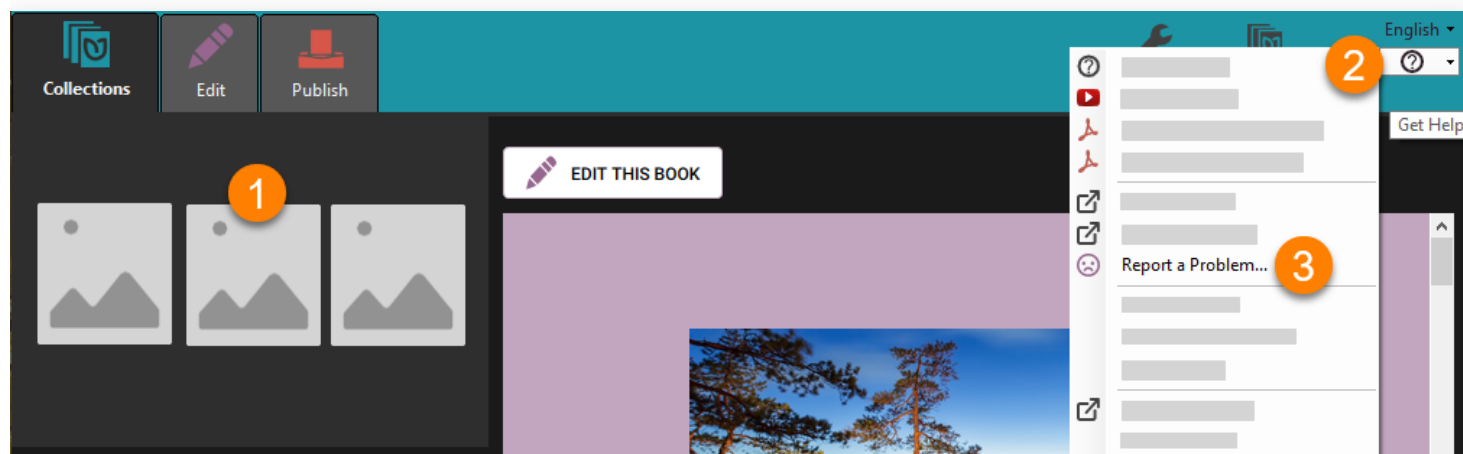 English
2
Collections
Edit
Publish
Get Help
EDIT THIS BOOK
1
Report a Problem...
3